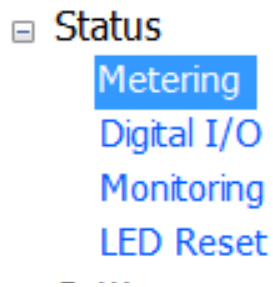 Status
Metering
Digital I/O
Monitoring
LED Reset